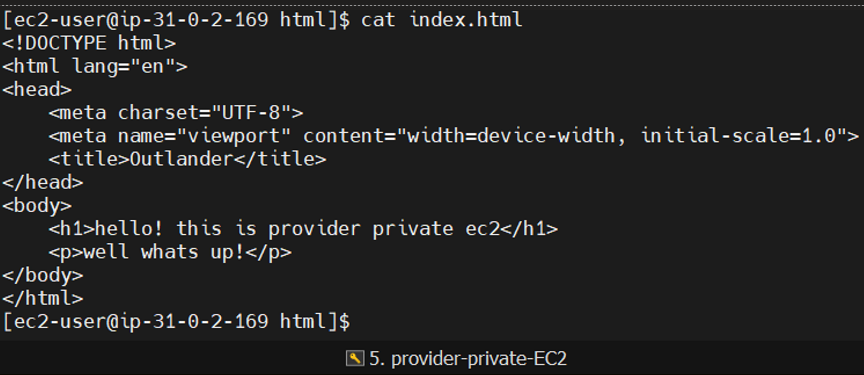 [ec2-user@ip-31-0-2-169 html]$ cat index.html
<!DOCTYPE html>
<html lang="en">
<head>
    <meta charset="UTF-8">
    <meta name="viewport" content="width=device-width, initial-scale=1.0">
    <title>Outlander</title>
</head>
<body>
    <h1>hello! this is provider private ec2</h1>
    <p>well whats up!</p>
</body>
</html>
[ec2-user@ip-31-0-2-169 html]$
5. provider-private-EC2